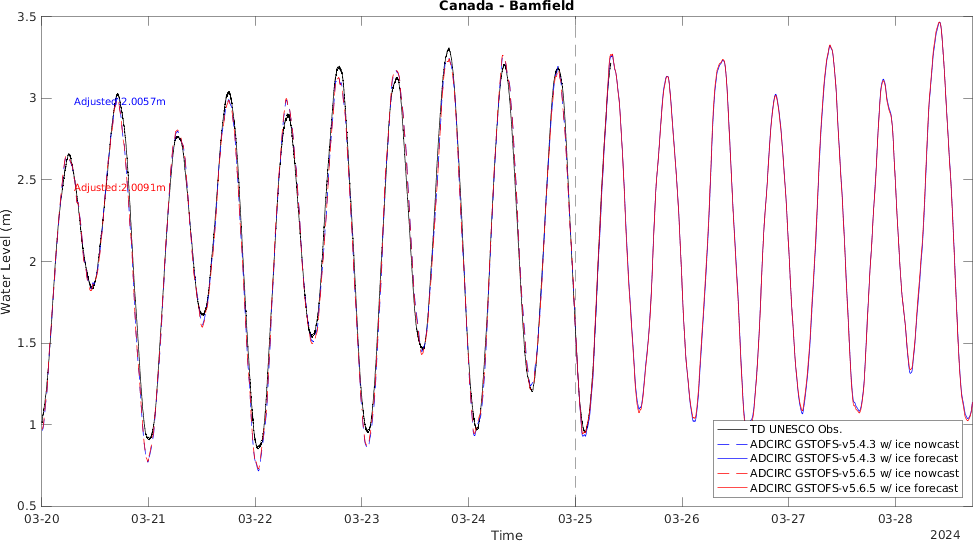 Canada - Bamfield
3.5
3
2.5
2
1.5
1
0.5
Water Level (m)
Adjusted:2.0057m
Adjusted:2.0091m
TD UNESCO Obs.
ADCIRC GSTOFS-v5.4.3 w/ ice nowcast
ADCIRC GSTOFS-v5.4.3 w/ ice forecast
ADCIRC GSTOFS-v5.6.5 w/ ice nowcast
ADCIRC GSTOFS-v5.6.5 w/ ice forecast
03-20 03-21 03-22 03-23 03-24 03-25 03-26 03-27 03-28
Time
2024